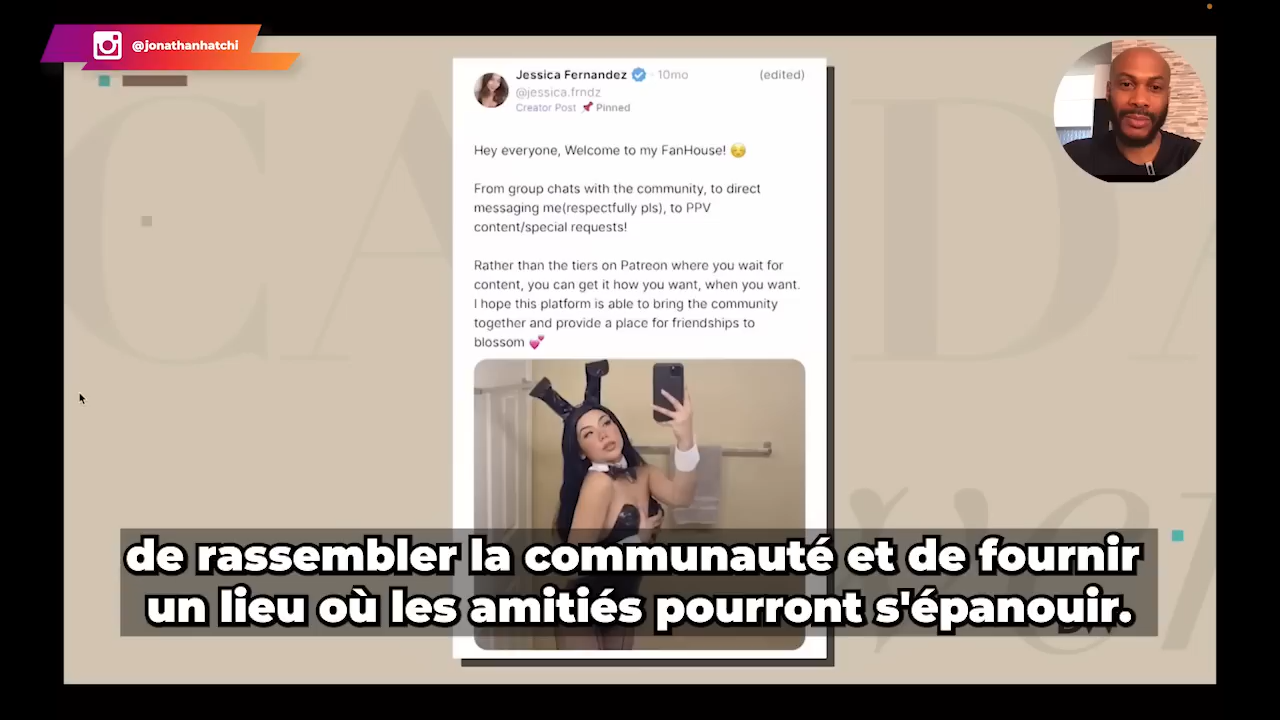 @jonathanhatchi
Jessica Fernandez · 10mo (edited)
@jessica.frndz
Creator Post 📌 Pinned
Hey everyone, Welcome to my FanHouse! ☺️
From group chats with the community, to direct
messaging me(respectfully pls), to PPV
content/special requests!
Rather than the tiers on Patreon where you wait for
content, you can get it how you want, when you want.
I hope this platform is able to bring the community
together and provide a place for friendships to
blossom 💕
de rassembler la communauté et de fournir
un lieu où les amitiés pourront s'épanouir.